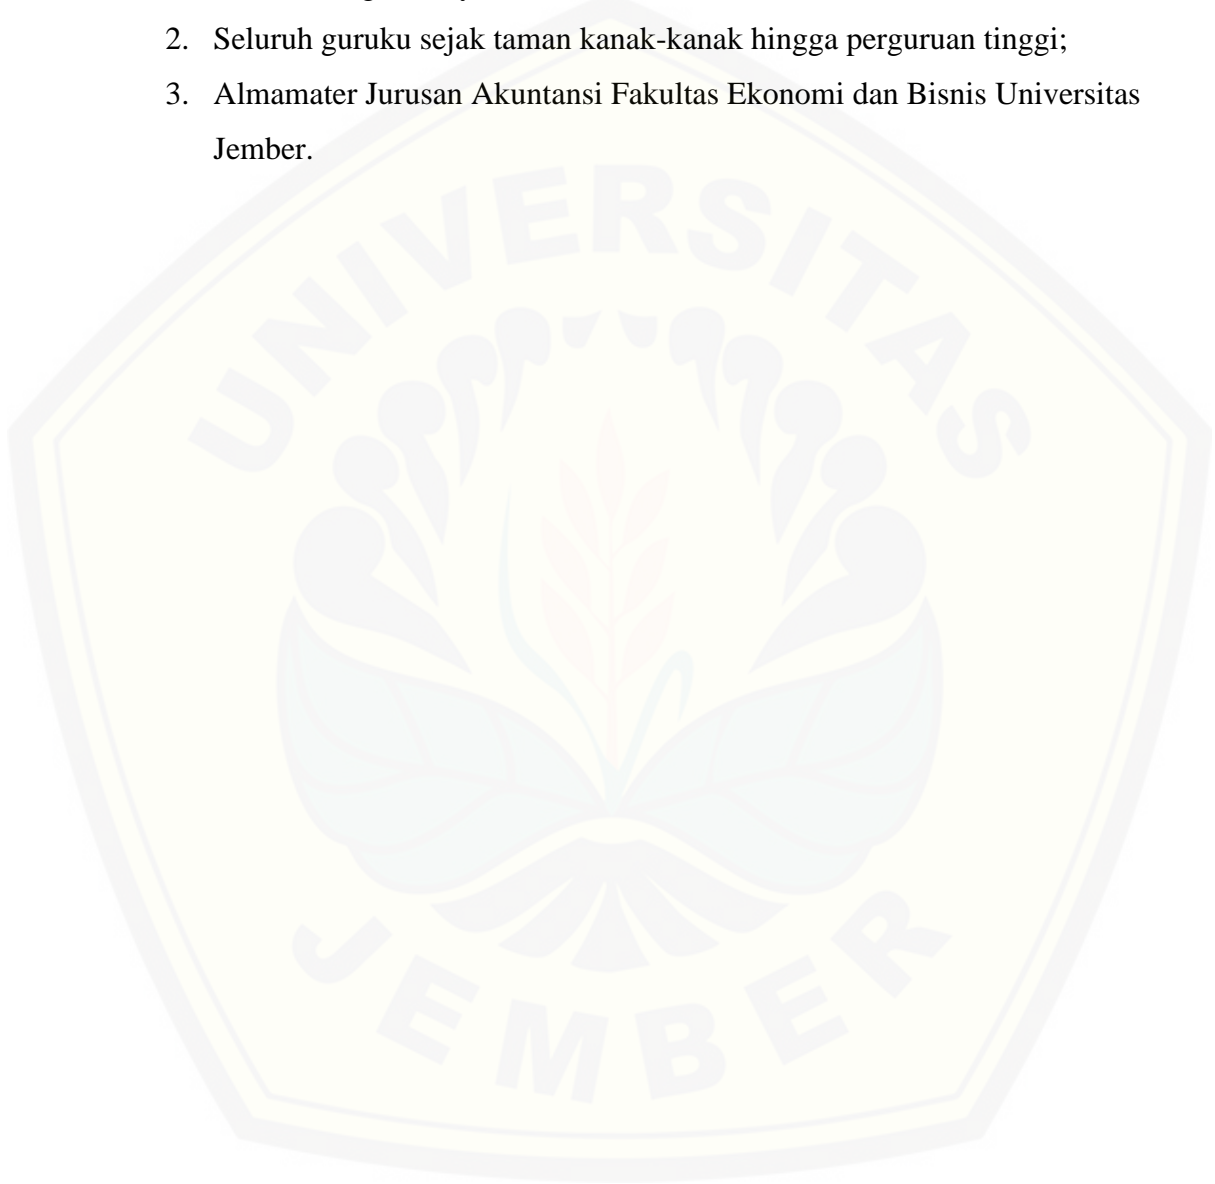 2. Seluruh guruku sejak taman kanak-kanak hingga perguruan tinggi;
3. Almamater Jurusan Akuntansi Fakultas Ekonomi dan Bisnis Universitas
Jember.
UNIVERSITAS
JEMBER